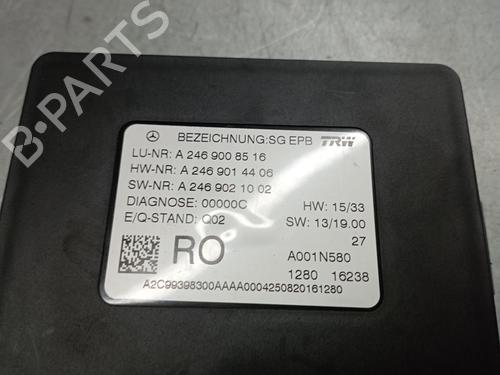 B-PARTS
BEZEICHNUNG:SG EPB TRW
LU-NR: A 246 900 85 16
HW-NR: A 246 901 44 06
SW-NR: A 246 902 10 02
DIAGNOSE: 00000C HW: 15/33
E/Q-STAND: Q02 SW: 13/19.00
27
RO A001N580
1280 16238
A2C99398300AAAA0004250820161280